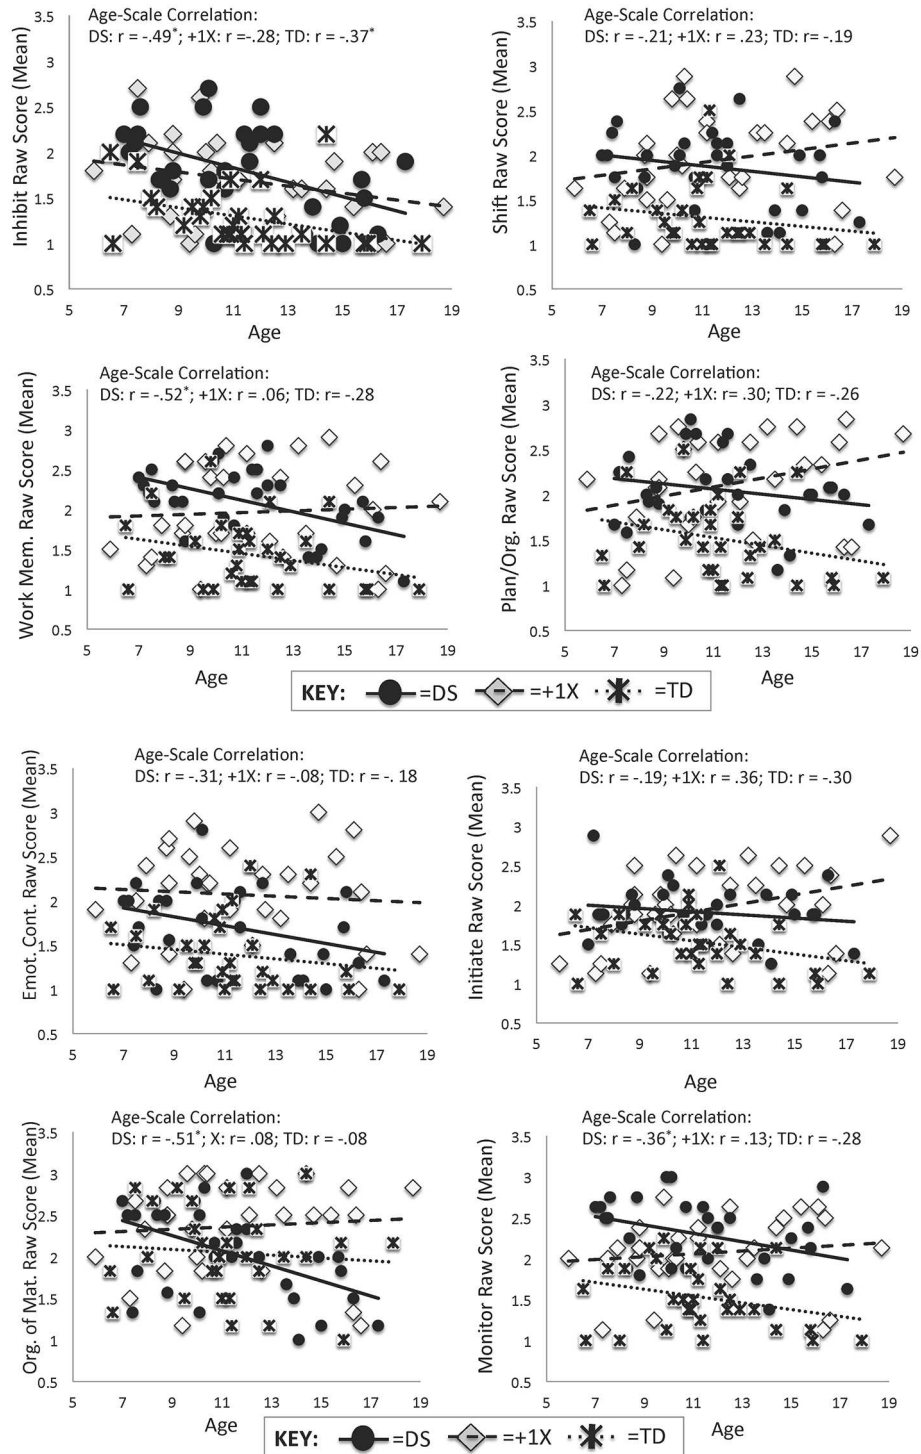 Age-Scale Correlation:
DS: r = -.49*; +1X: r =-.28; TD: r = -.37*
Inhibit Raw Score (Mean)
3.5
3
2.5
2
1.5
1
0.5
5 7 9 11 13 15 17 19
Age
Age-Scale Correlation:
DS: r = -.21; +1X: r = .23; TD: r= -.19
Shift Raw Score (Mean)
3.5
3
2.5
2
1.5
1
0.5
5 7 9 11 13 15 17 19
Age
Age-Scale Correlation:
DS: r = -.52*; +1X: r = .06; TD: r= -.28
Work Mem. Raw Score (Mean)
3.5
3
2.5
2
1.5
1
0.5
5 7 9 11 13 15 17 19
Age
Age-Scale Correlation:
DS: r = -.22; +1X: r = .30; TD: r = -.26
Plan/Org. Raw Score (Mean)
3.5
3
2.5
2
1.5
1
0.5
5 7 9 11 13 15 17 19
Age
KEY: =DS =+1X =TD
Age-Scale Correlation:
DS: r = -.31; +1X: r = -.08; TD: r = -. 18
Emot. Cont. Raw Score (Mean)
3.5
3
2.5
2
1.5
1
0.5
5 7 9 11 13 15 17 19
Age
Age-Scale Correlation:
DS: r = -.19; +1X: r = .36; TD: r = -.30
Initiate Raw Score (Mean)
3.5
3
2.5
2
1.5
1
0.5
5 7 9 11 13 15 17 19
Age
Age-Scale Correlation:
DS: r = -.51*; X: r= .08; TD: r = -.08
Org. of Mat. Raw Score (Mean)
3.5
3
2.5
2
1.5
1
0.5
5 7 9 11 13 15 17 19
Age
Age-Scale Correlation:
DS: r = -.36*; +1X: r = .13; TD: r = -.28
Monitor Raw Score (Mean)
3.5
3
2.5
2
1.5
1
0.5
5 7 9 11 13 15 17 19
Age
KEY: =DS =+1X =TD